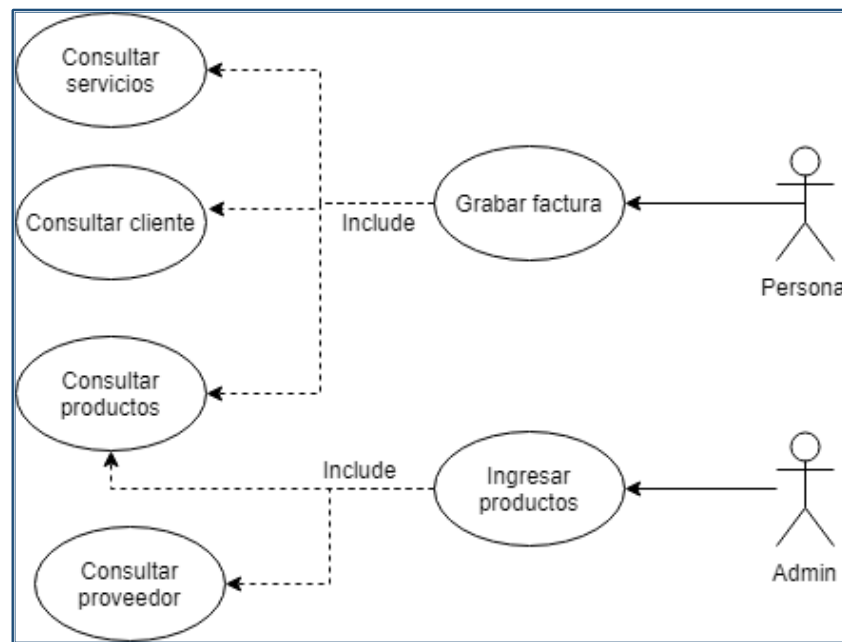 Consultar
servicios
Consultar cliente
Include
Grabar factura
Persona
Consultar
productos
Include
Ingresar
productos
Admin
Consultar
proveedor